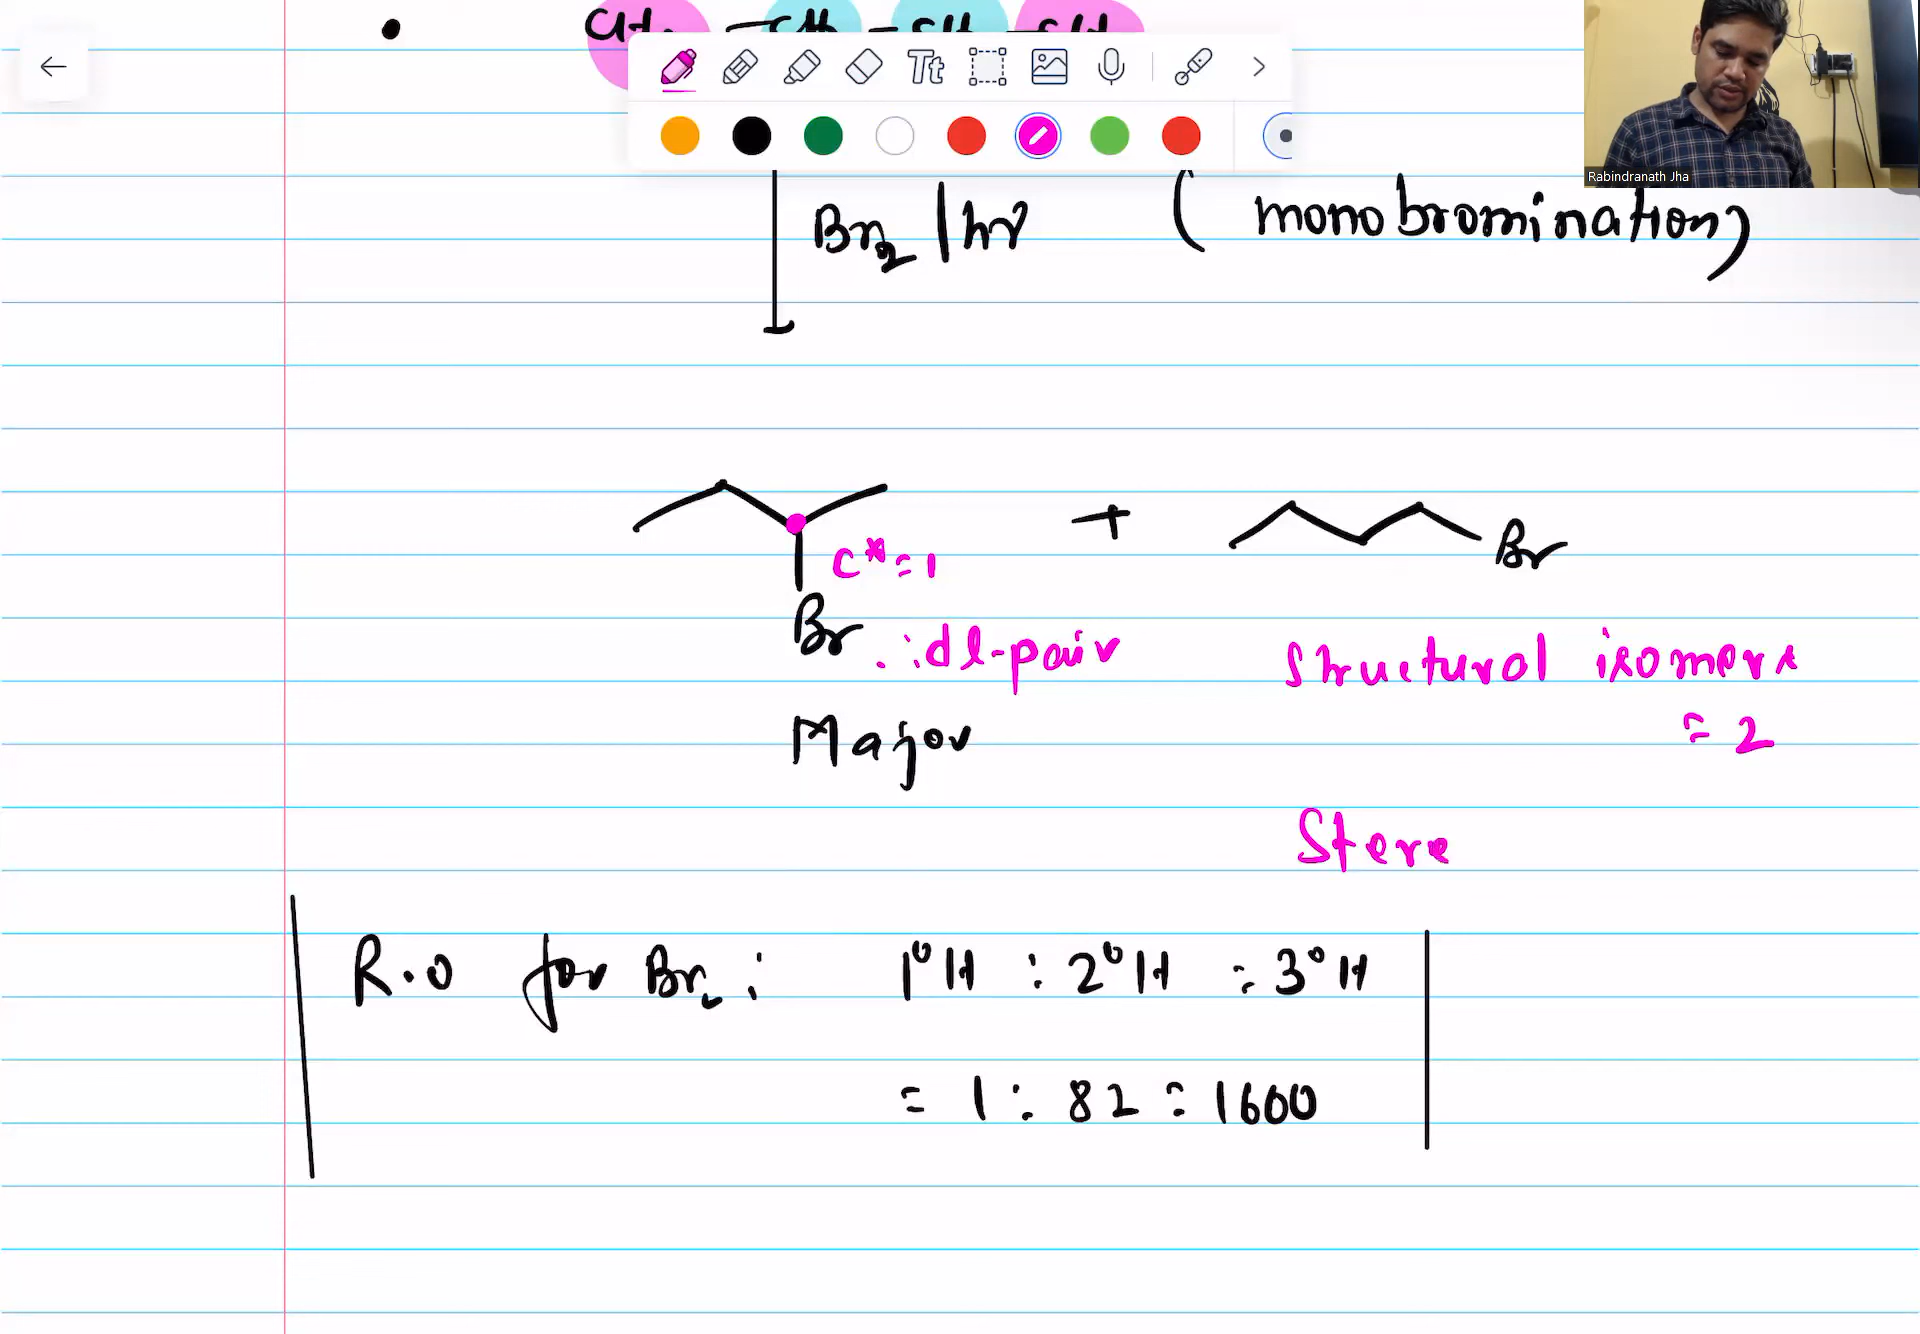 Tt
Rabindranath Jha
Br₂ | hν (monobromination)
+
Br
C* = 1
Br
∴ dl-pair
Structural isomers
= 2
Major
Stere
R.O for Br₂ : 1°H : 2°H : 3°H
= 1 : 82 : 1600